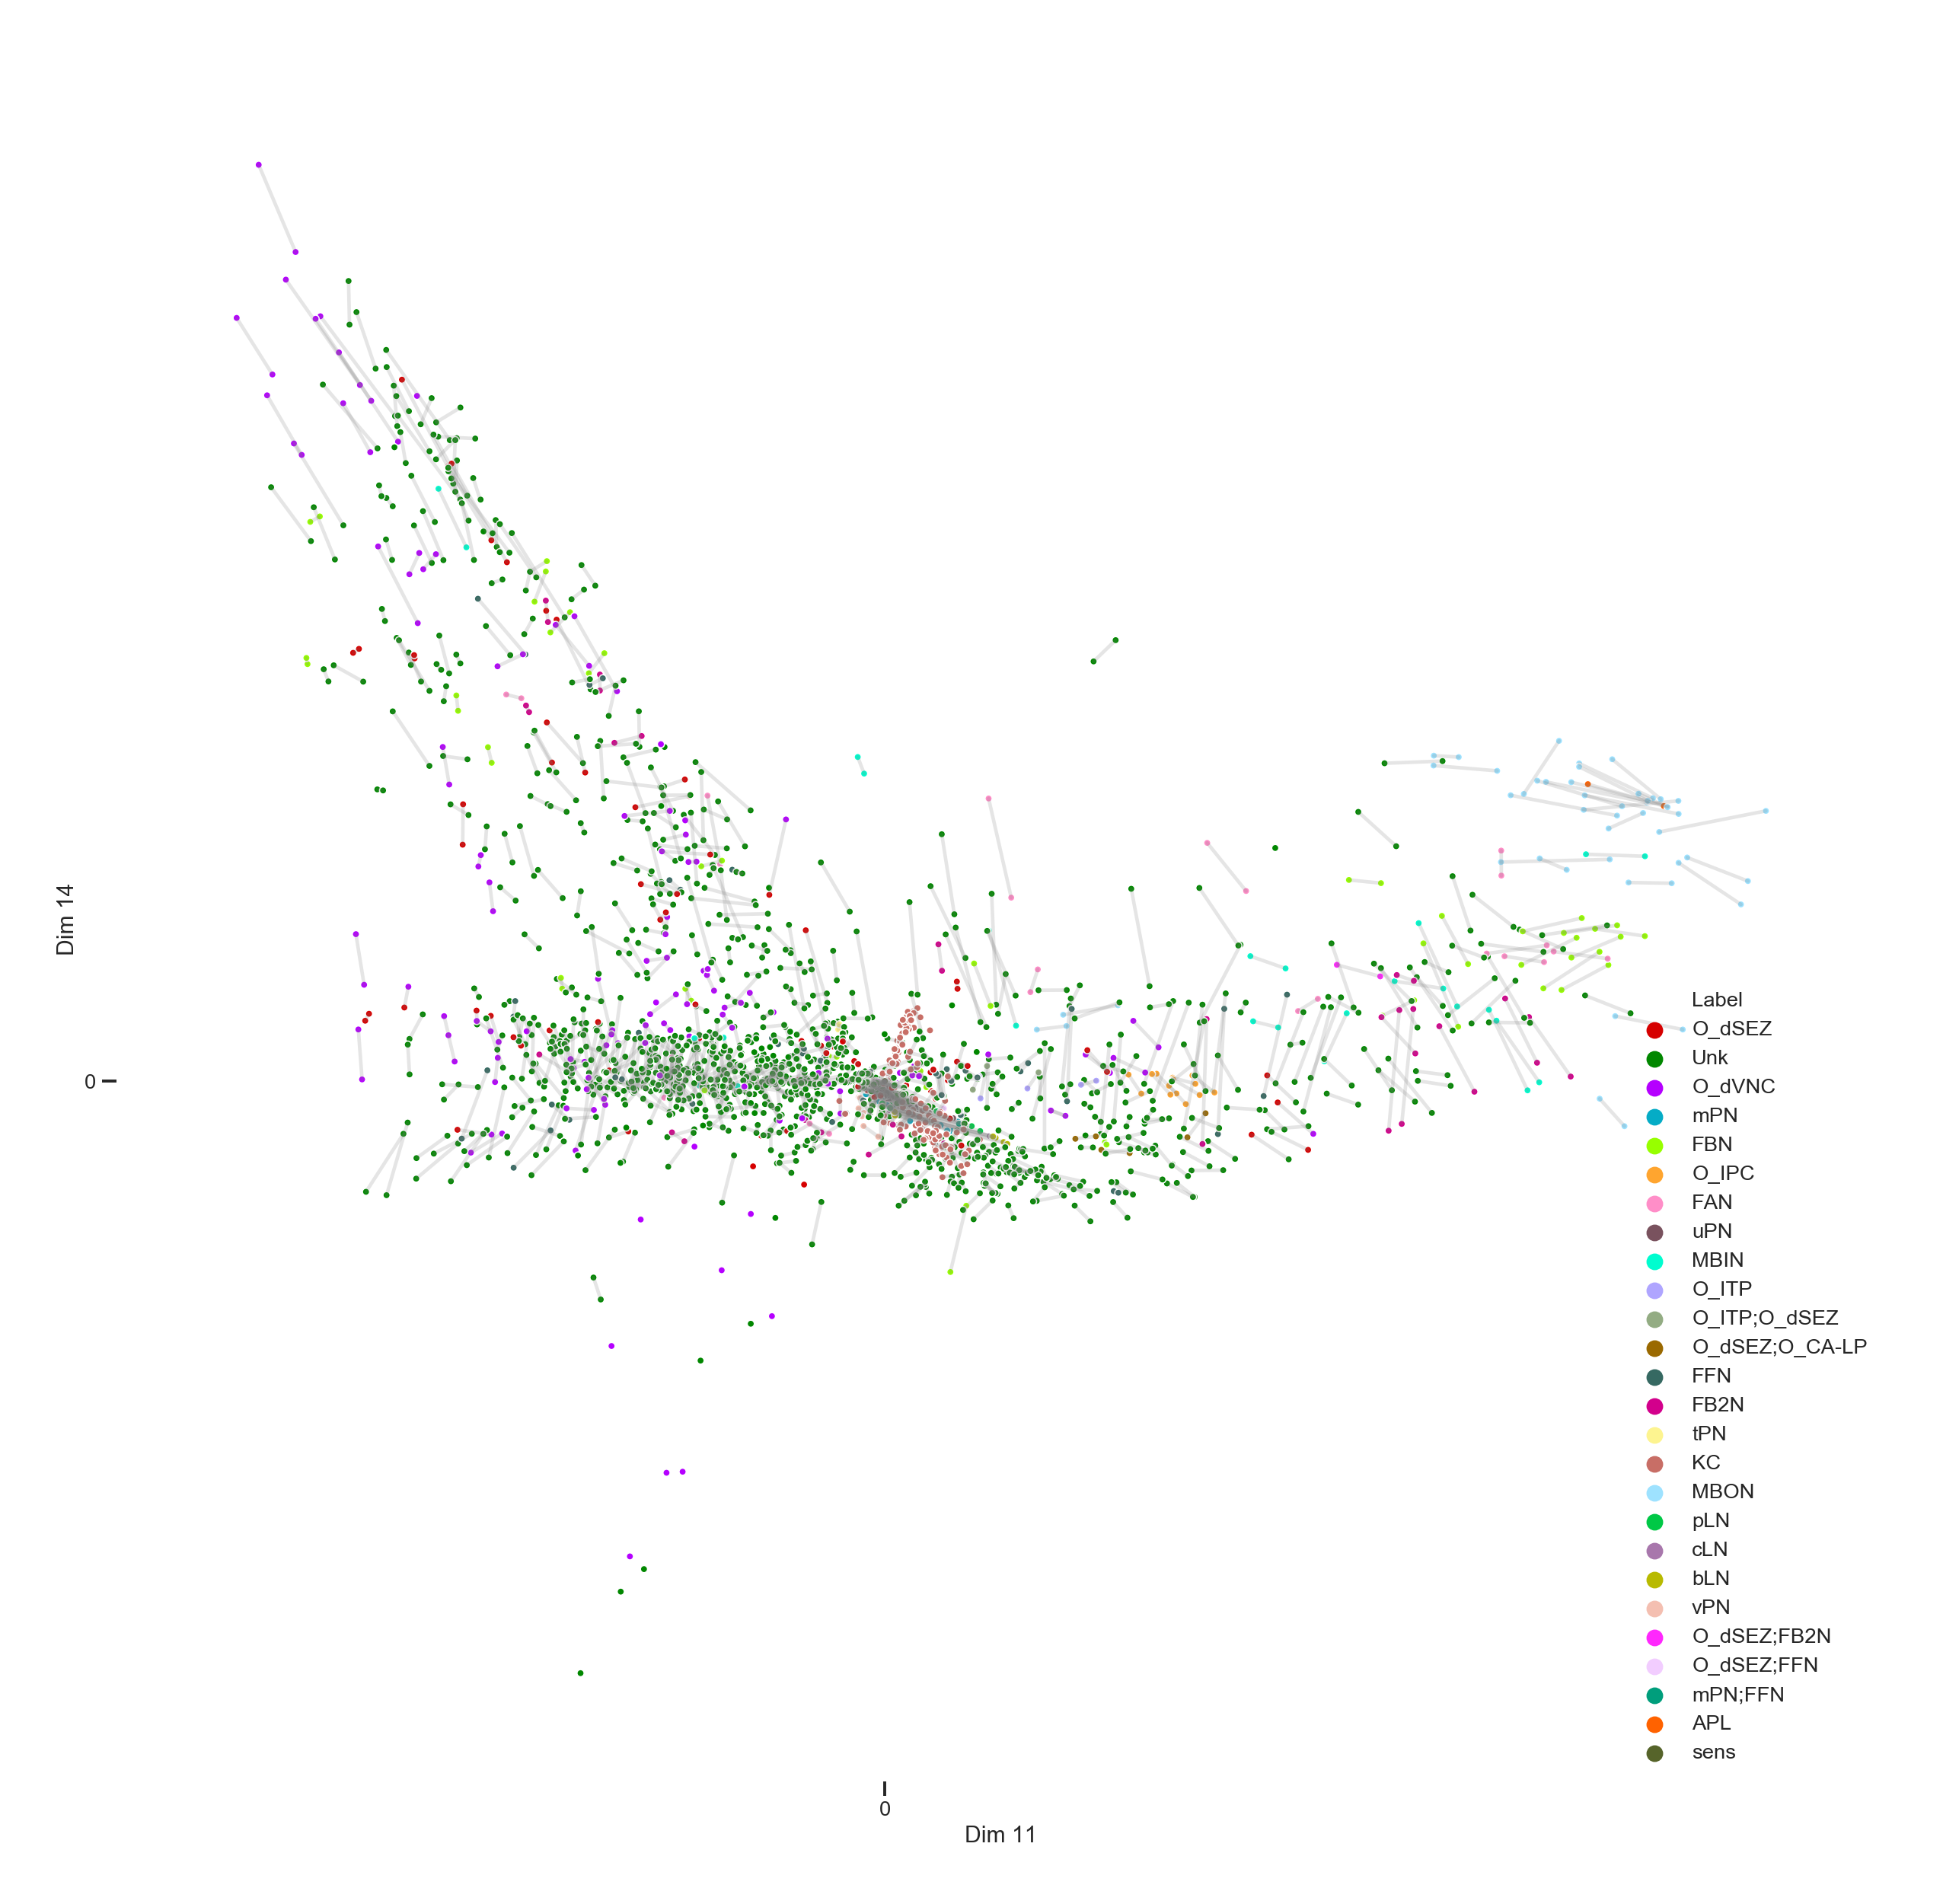 Dim 14
0
Label
O_dSEZ
Unk
O_dVNC
mPN
FBN
O_IPC
FAN
uPN
MBIN
O_ITP
O_ITP;O_dSEZ
O_dSEZ;O_CA-LP
FFN
FB2N
tPN
KC
MBON
pLN
cLN
bLN
vPN
O_dSEZ;FB2N
O_dSEZ;FFN
mPN;FFN
APL
sens
0
Dim 11